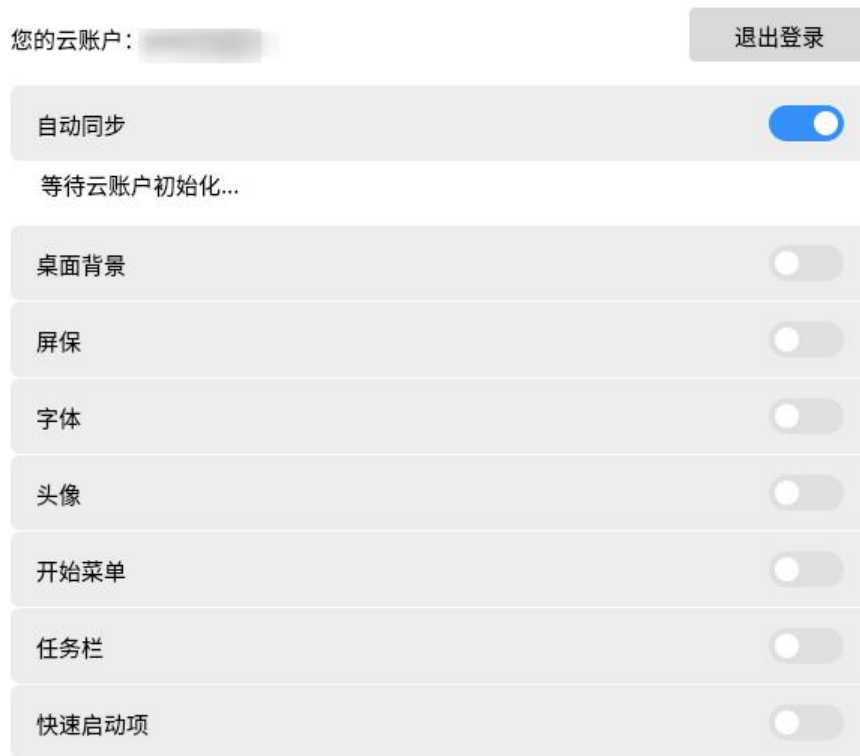 您的云账户：
退出登录
自动同步
等待云账户初始化...
桌面背景
屏保
字体
头像
开始菜单
任务栏
快速启动项